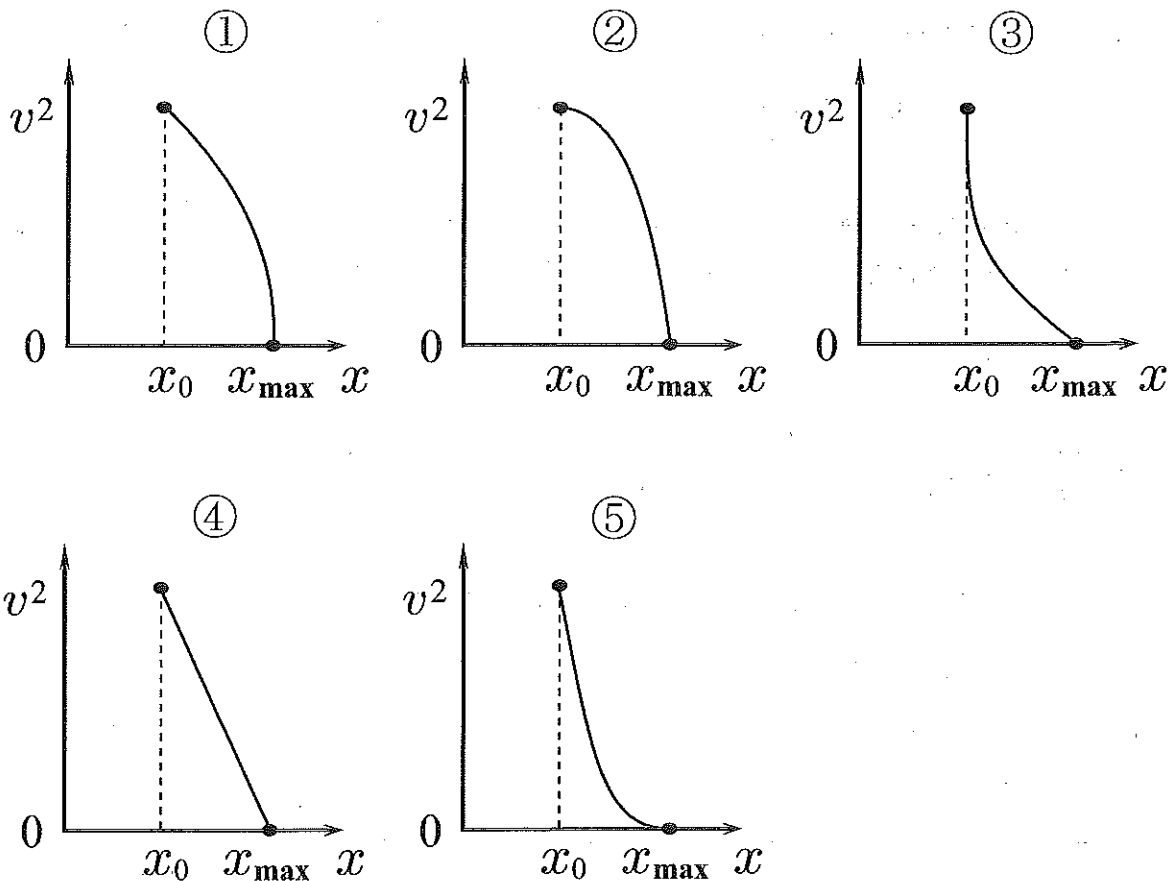 ① ② ③
v² v² v²
0 0 0
x₀ x_max x x₀ x_max x x₀ x_max x
④ ⑤
v² v²
0 0
x₀ x_max x x₀ x_max x